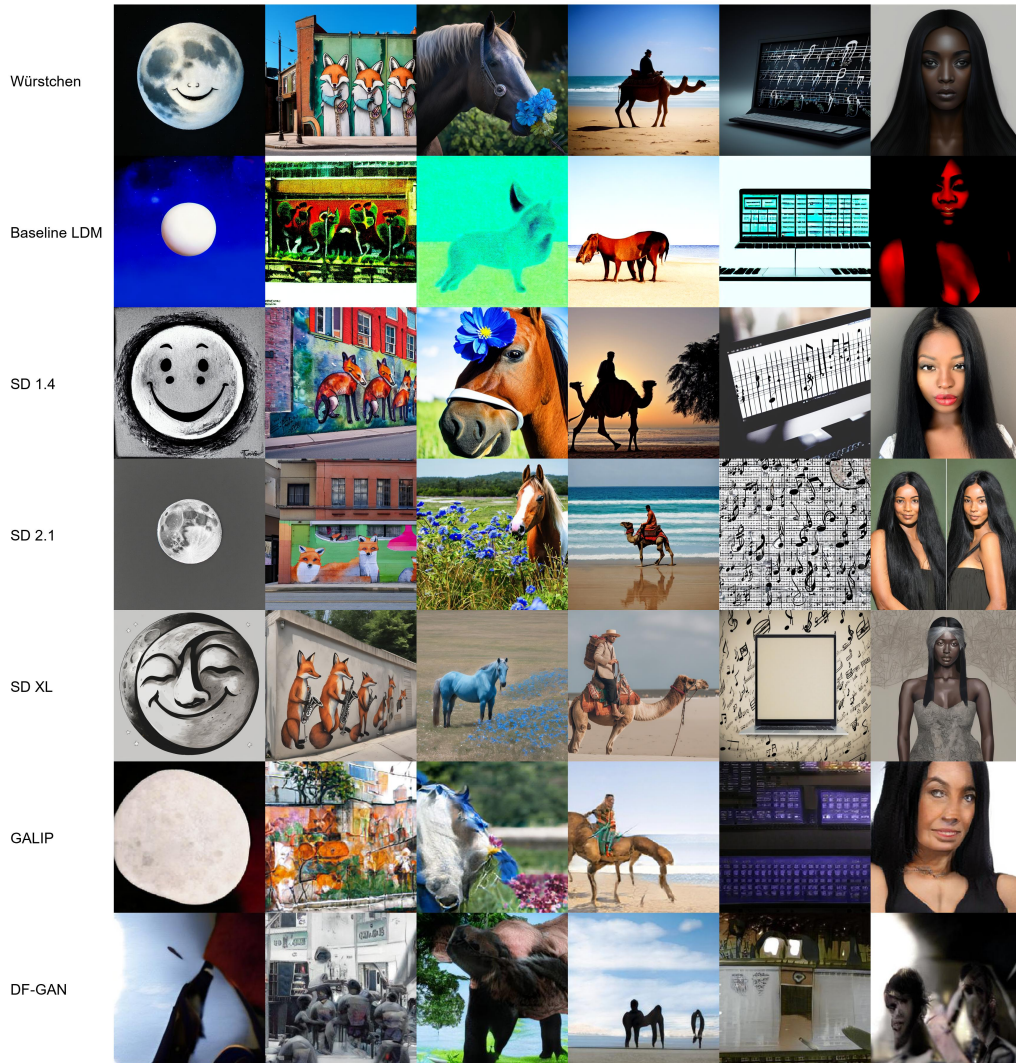 Würstchen
Baseline LDM
SD 1.4
SD 2.1
SD XL
GALIP
DF-GAN